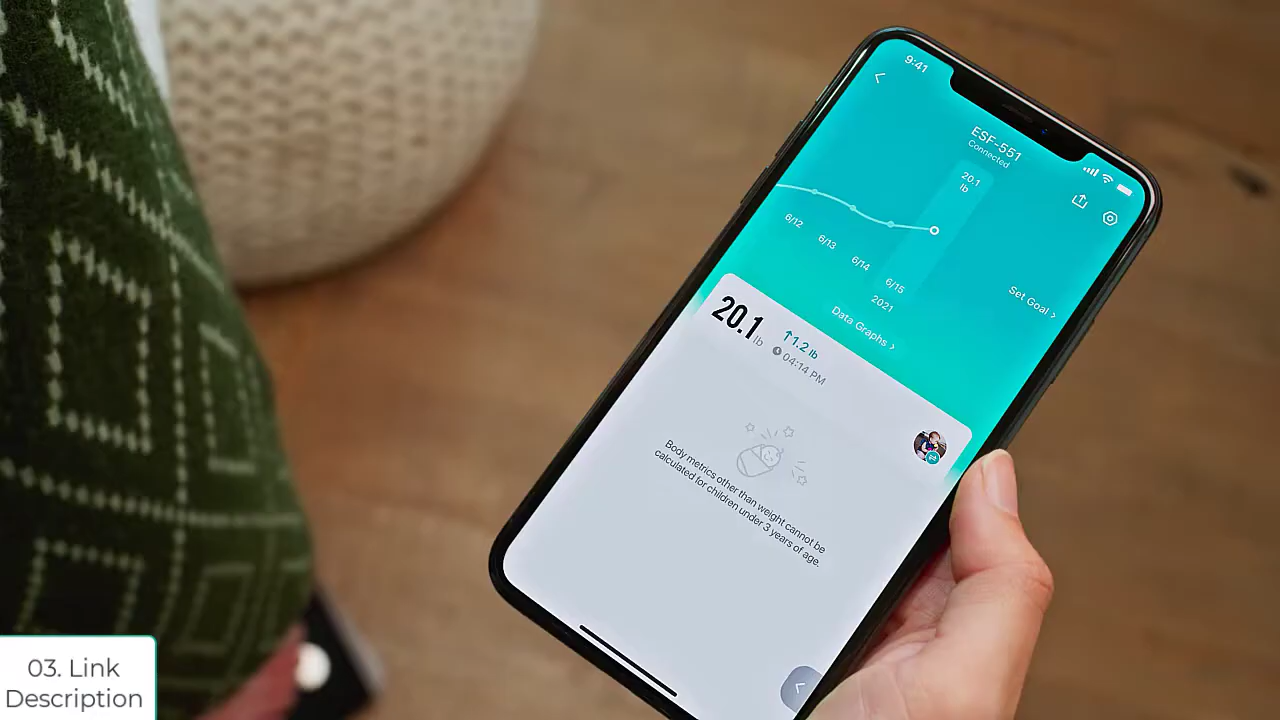 9:41
ESF-551
Connected
20.1
lb
6/12
6/13
6/14
6/15
2021
Set Goal >
Data Graphs >
20.1 lb
↑1.2 lb
04:14 PM
Body metrics other than weight cannot be
calculated for children under 3 years of age.
03. Link
Description